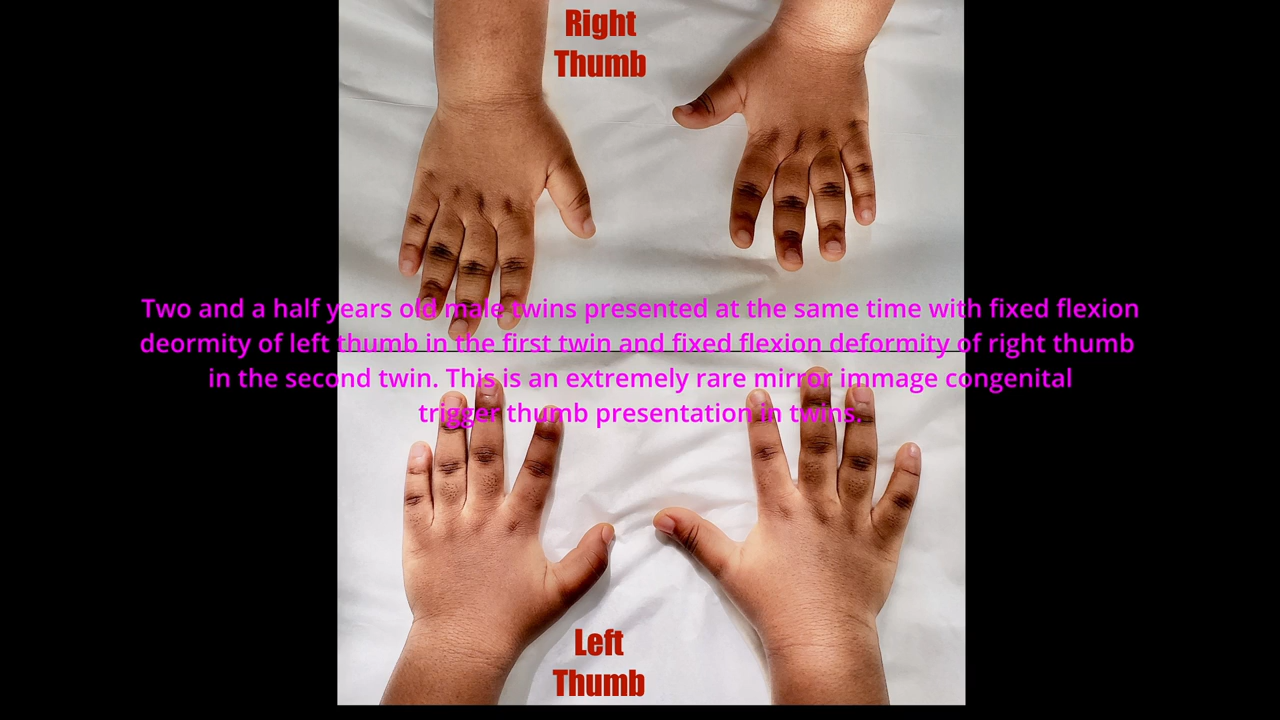 Right
Thumb
Two and a half years old male twins presented at the same time with fixed flexion
deormity of left thumb in the first twin and fixed flexion deformity of right thumb
in the second twin. This is an extremely rare mirror immage congenital
trigger thumb presentation in twins.
Left
Thumb